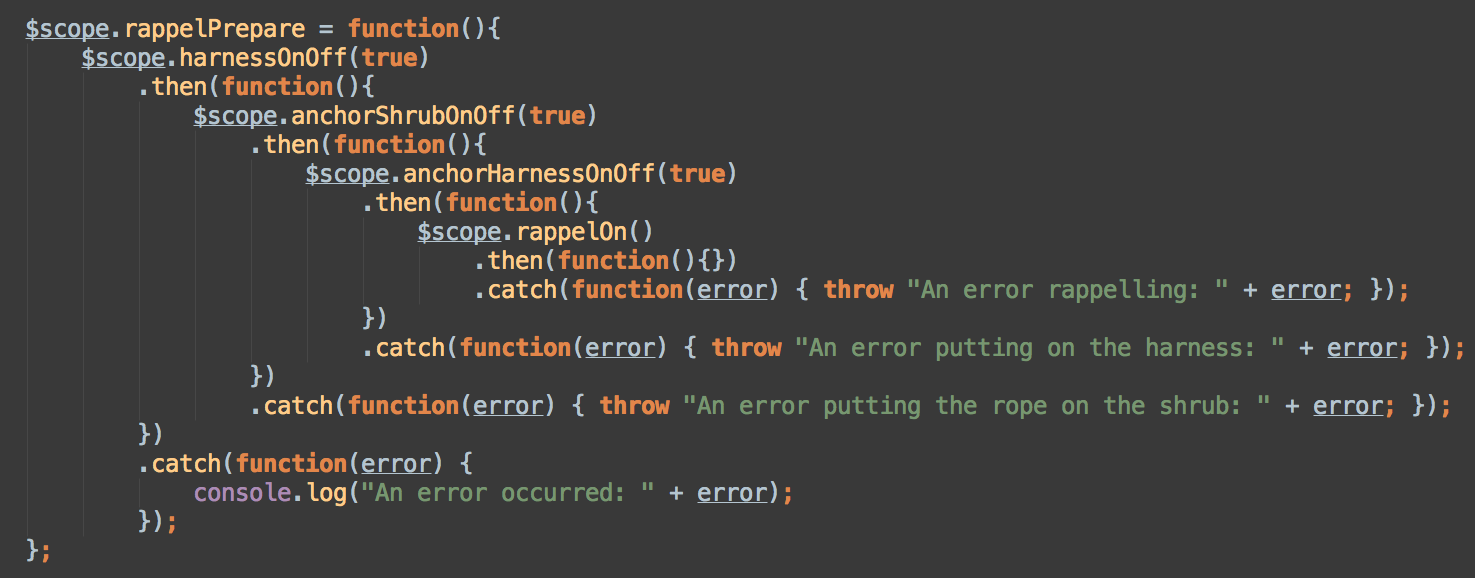 $scope.rappelPrepare = function(){
    $scope.harnessOnOff(true)
        .then(function(){
            $scope.anchorShrubOnOff(true)
                .then(function(){
                    $scope.anchorHarnessOnOff(true)
                        .then(function(){
                            $scope.rappelOn()
                                .then(function(){})
                                .catch(function(error) { throw "An error rappelling: " + error; });
                        })
                        .catch(function(error) { throw "An error putting on the harness: " + error; });
                })
                .catch(function(error) { throw "An error putting the rope on the shrub: " + error; });
        })
        .catch(function(error) {
            console.log("An error occurred: " + error);
        });
};